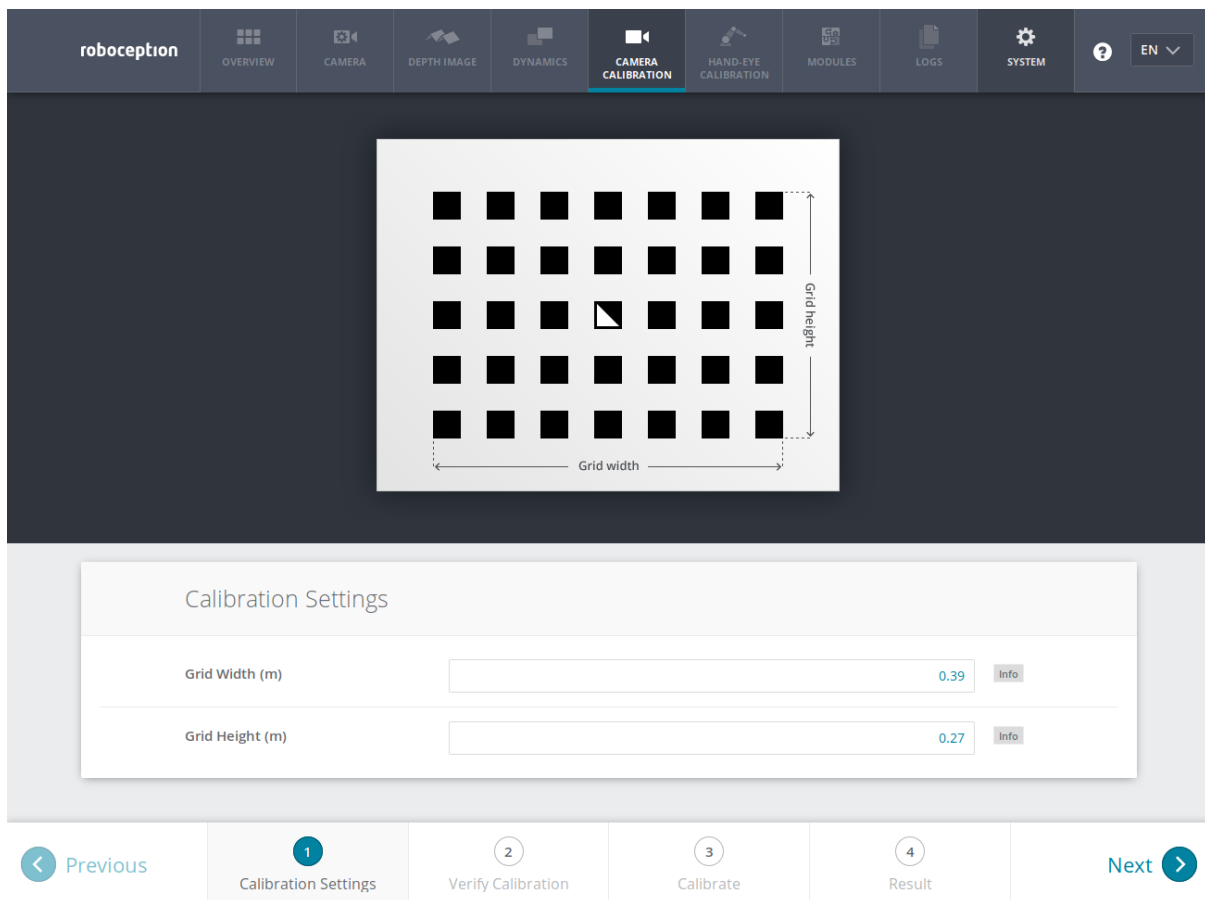 roboception
OVERVIEW
CAMERA
DEPTH IMAGE
DYNAMICS
CAMERA
CALIBRATION
HAND-EYE
CALIBRATION
MODULES
LOGS
SYSTEM
?
EN
Grid height
Grid width
Calibration Settings
Grid Width (m)
0.39
Info
Grid Height (m)
0.27
Info
Previous
1
Calibration Settings
2
Verify Calibration
3
Calibrate
4
Result
Next